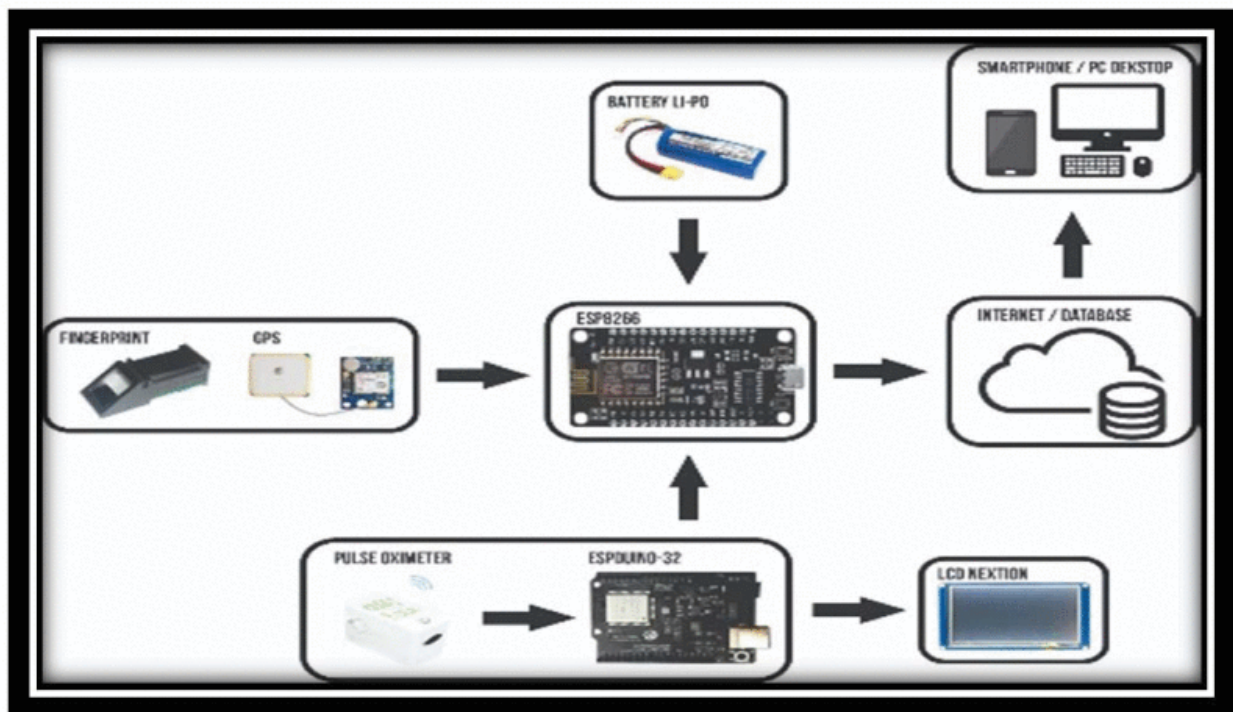 SMARTPHONE / PC DEKSTOP
BATTERY LI-PO
FINGERPRINT
GPS
ESP8266
INTERNET / DATABASE
PULSE OXIMETER
ESPDUINO-32
LCD NEXTION